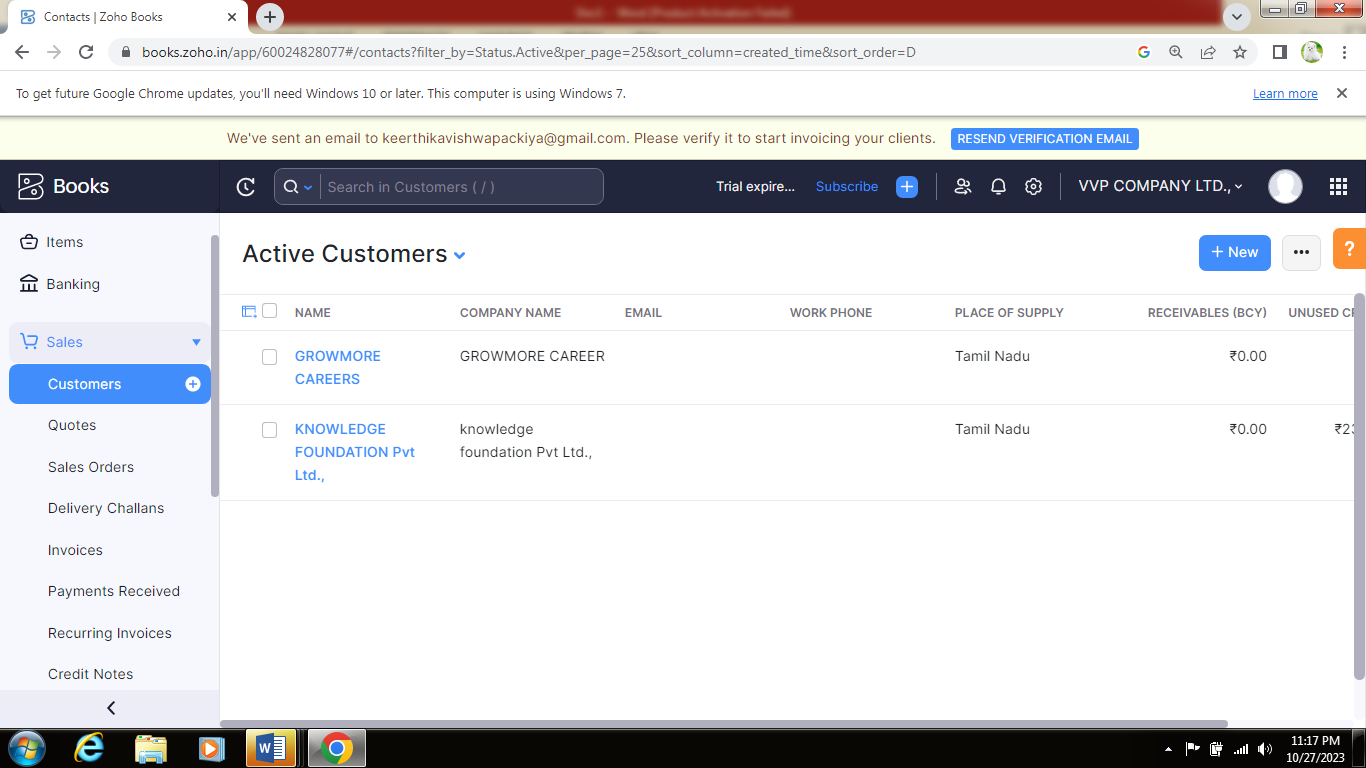 Contacts | Zoho Books
books.zoho.in/app/60024828077#/contacts?filter_by=Status.Active&per_page=25&sort_column=created_time&sort_order=D
To get future Google Chrome updates, you'll need Windows 10 or later. This computer is using Windows 7.
Learn more
We've sent an email to keerthikavishwapackiya@gmail.com. Please verify it to start invoicing your clients.
RESEND VERIFICATION EMAIL
Books
Search in Customers ( / )
Trial expire...
Subscribe
VVP COMPANY LTD.,
Items
Banking
Sales
Customers
Quotes
Sales Orders
Delivery Challans
Invoices
Payments Received
Recurring Invoices
Credit Notes
Active Customers
+ New
?
NAME COMPANY NAME EMAIL WORK PHONE PLACE OF SUPPLY RECEIVABLES (BCY) UNUSED
GROWMORE GROWMORE CAREER Tamil Nadu ₹0.00
CAREERS
KNOWLEDGE knowledge Tamil Nadu ₹0.00
FOUNDATION Pvt foundation Pvt Ltd.,
Ltd.,
11:17 PM
10/27/2023